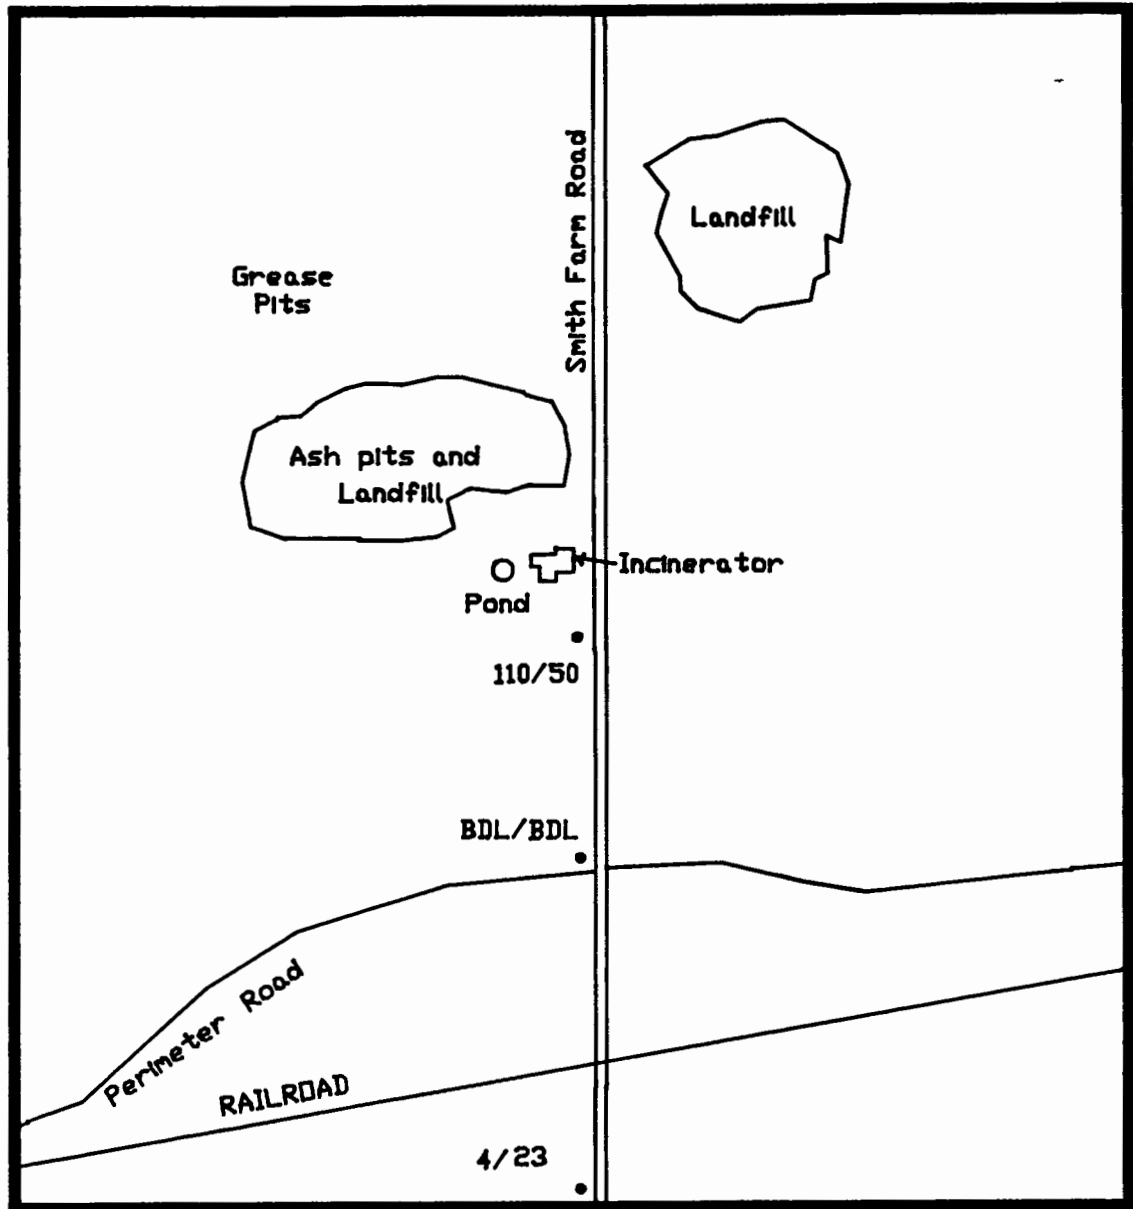 Smith Farm Road
Landfill
Grease
Pits
Ash pits and
Landfill
Incinerator
Pond
110/50
BDL/BDL
Perimeter Road
RAILROAD
4/23